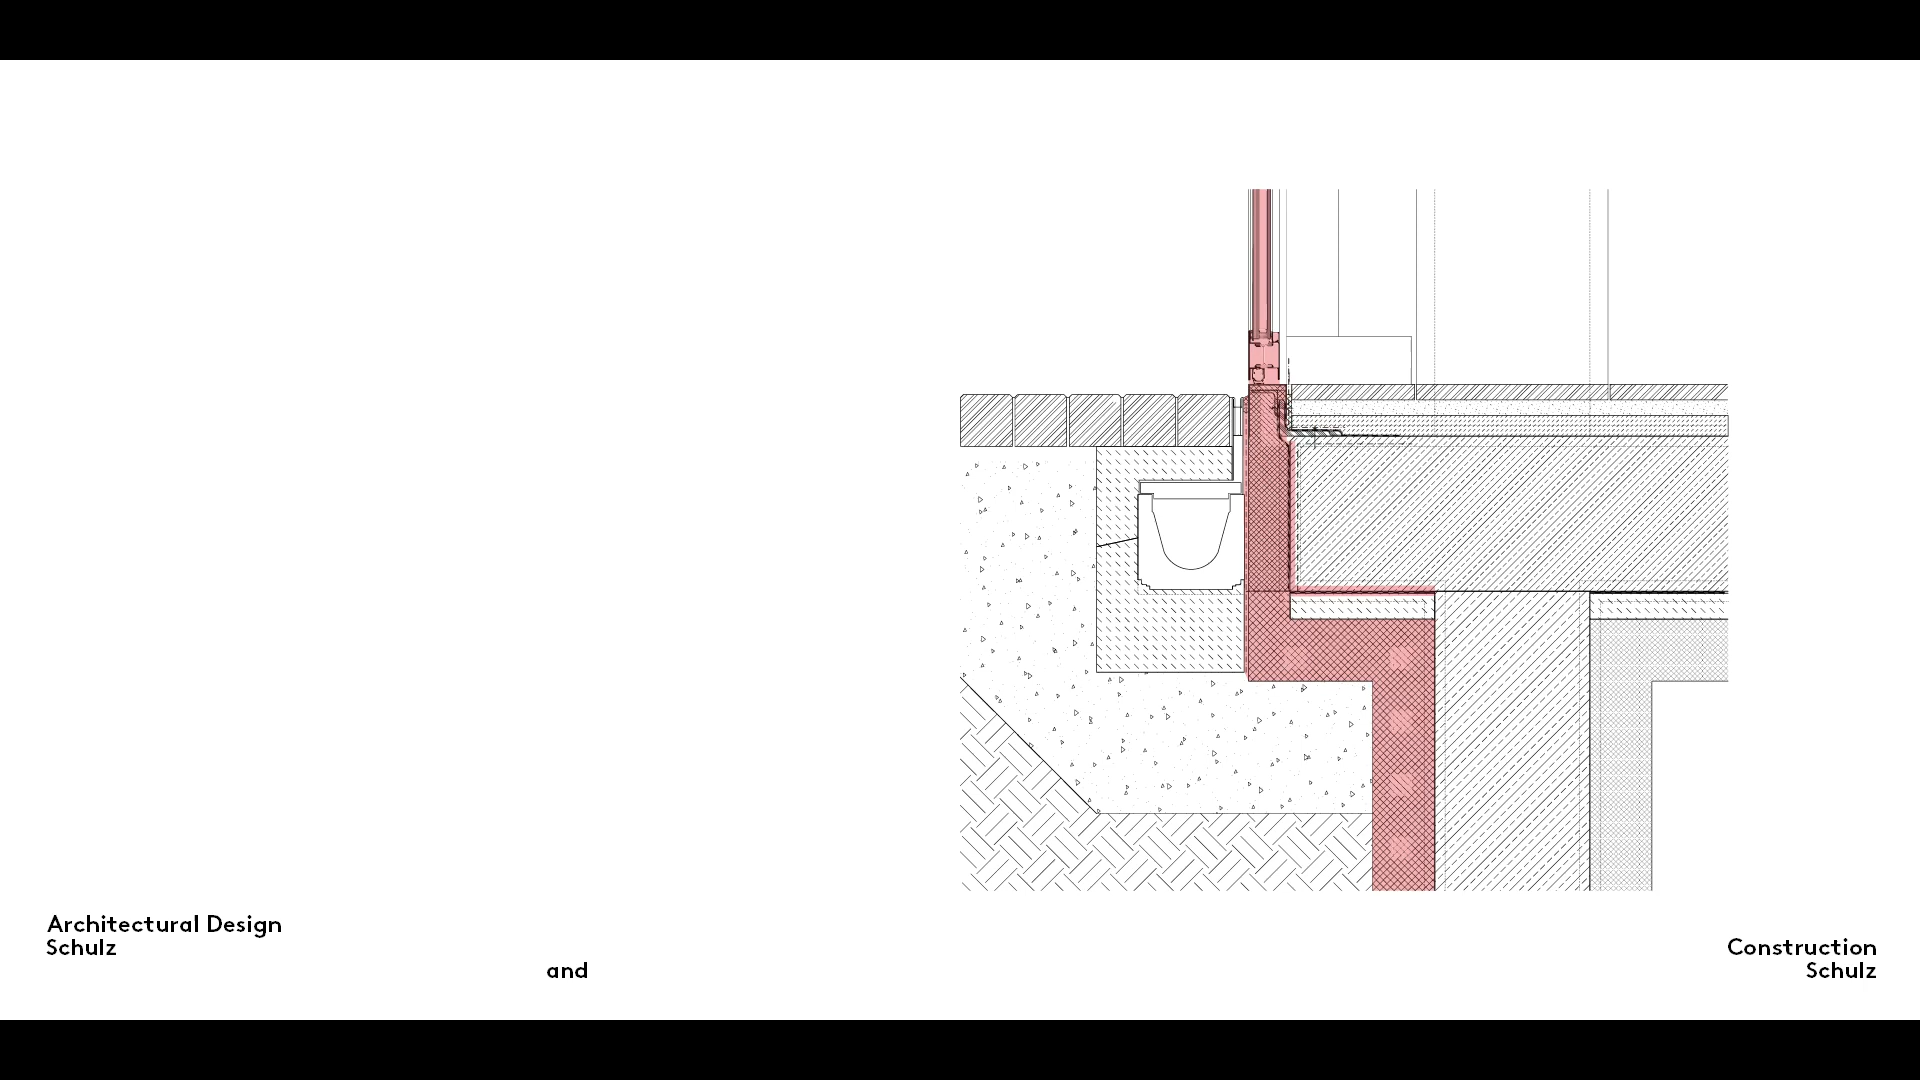 Architectural Design
Schulz
and
Construction
Schulz